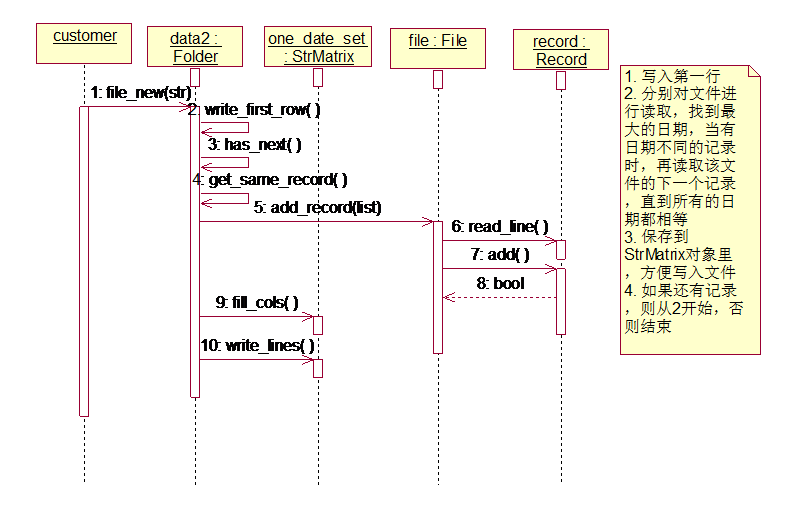 customer
data2 :
Folder
one_date_set
: StrMatrix
file : File
record :
Record
1: file_new(str)
2: write_first_row( )
3: has_next( )
4: get_same_record( )
5: add_record(list)
6: read_line( )
7: add( )
8: bool
9: fill_cols( )
10: write_lines( )
1. 写入第一行
2. 分别对文件进
行读取，找到最
大的日期，当有
日期不同的记录
时，再读取该文
件的下一个记录
，直到所有的日
期都相等
3. 保存到
StrMatrix对象里
，方便写入文件
4. 如果还有记录
，则从2开始，否
则结束